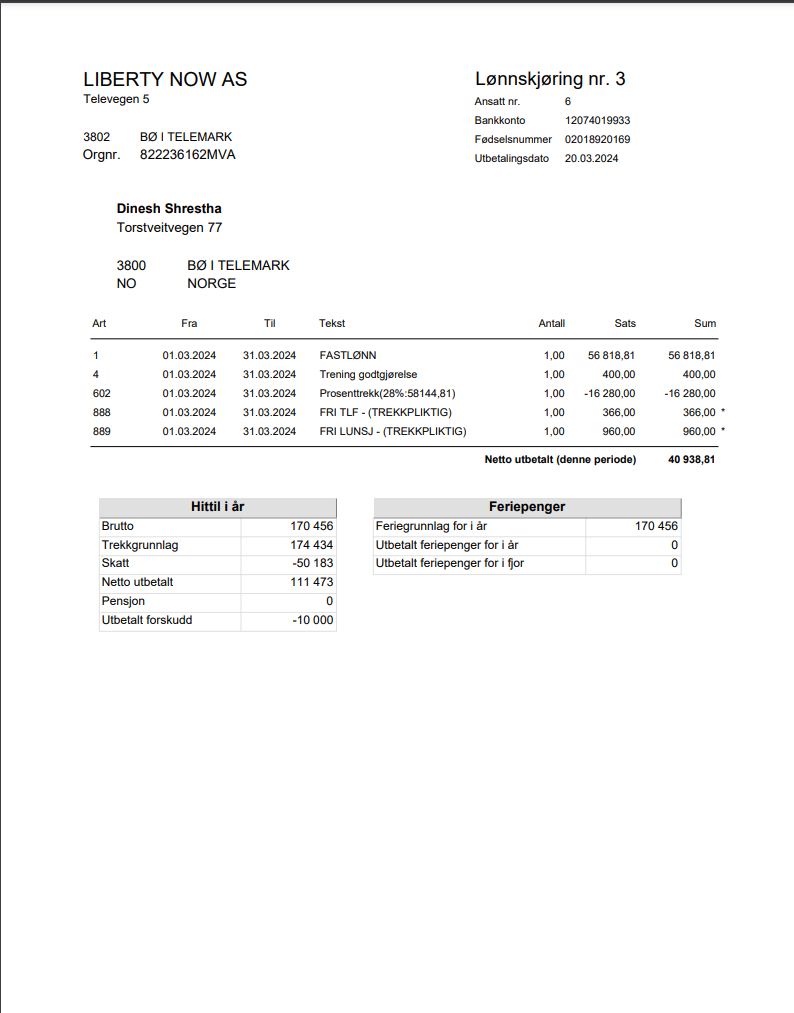 LIBERTY NOW AS
Televegen 5
3802 BØ I TELEMARK
Orgnr. 822236162MVA
Lønnskjøring nr. 3
Ansatt nr. 6
Bankkonto 12074019933
Fødselsnummer 02018920169
Utbetalingsdato 20.03.2024
Dinesh Shrestha
Torstveitvegen 77
3800 BØ I TELEMARK
NO NORGE
Art Fra Til Tekst Antall Sats Sum
1 01.03.2024 31.03.2024 FASTLØNN 1,00 56 818,81 56 818,81
4 01.03.2024 31.03.2024 Trening godtgjørelse 1,00 400,00 400,00
602 01.03.2024 31.03.2024 Prosenttrekk(28%:58144,81) 1,00 -16 280,00 -16 280,00
888 01.03.2024 31.03.2024 FRI TLF - (TREKKPLIKTIG) 1,00 366,00 366,00 *
889 01.03.2024 31.03.2024 FRI LUNSJ - (TREKKPLIKTIG) 1,00 960,00 960,00 *
Netto utbetalt (denne periode) 40 938,81
Hittil i år
Brutto 170 456
Trekkgrunnlag 174 434
Skatt -50 183
Netto utbetalt 111 473
Pensjon 0
Utbetalt forskudd -10 000
Feriepenger
Feriegrunnlag for i år 170 456
Utbetalt feriepenger for i år 0
Utbetalt feriepenger for i fjor 0